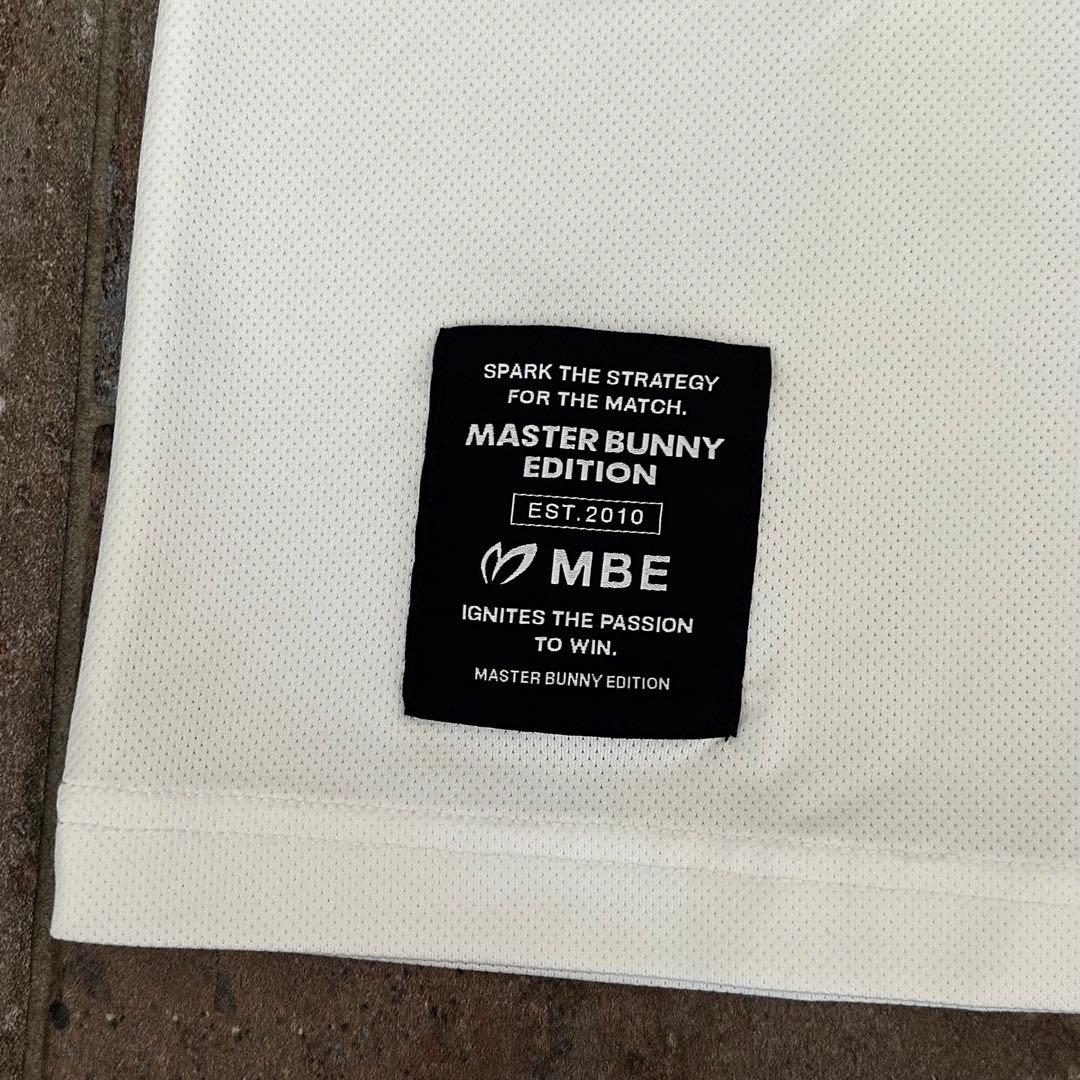 SPARK THE STRATEGY
FOR THE MATCH.
MASTER BUNNY
EDITION
EST.2010
MBE
IGNITES THE PASSION
TO WIN.
MASTER BUNNY EDITION